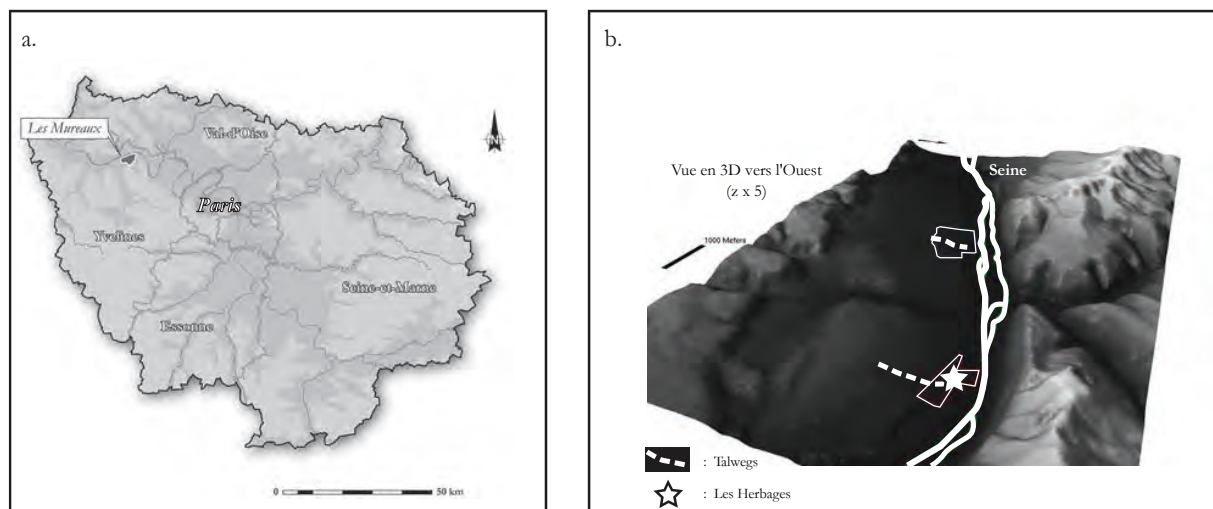 a.
Les Mureaux
Val-d'Oise
N
Paris
Yvelines
Seine-et-Marne
Essonne
0 50 km
b.
Vue en 3D vers l'Ouest
(z x 5)
Seine
1000 Meters
: Talwegs
: Les Herbages